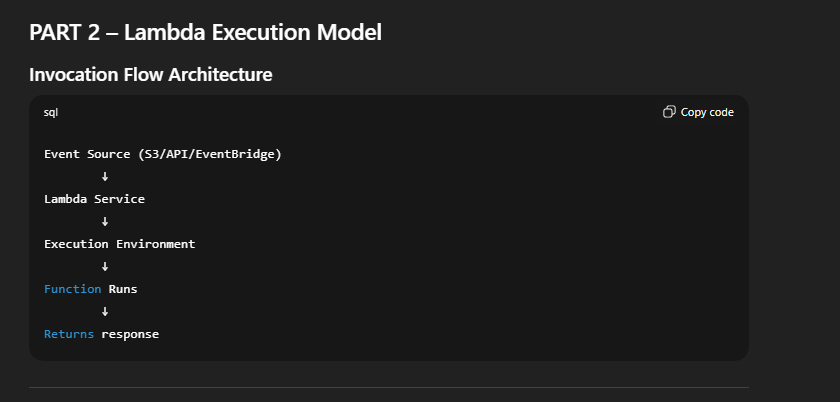 PART 2 – Lambda Execution Model
Invocation Flow Architecture
sql
Copy code
Event Source (S3/API/EventBridge)
↓
Lambda Service
↓
Execution Environment
↓
Function Runs
↓
Returns response